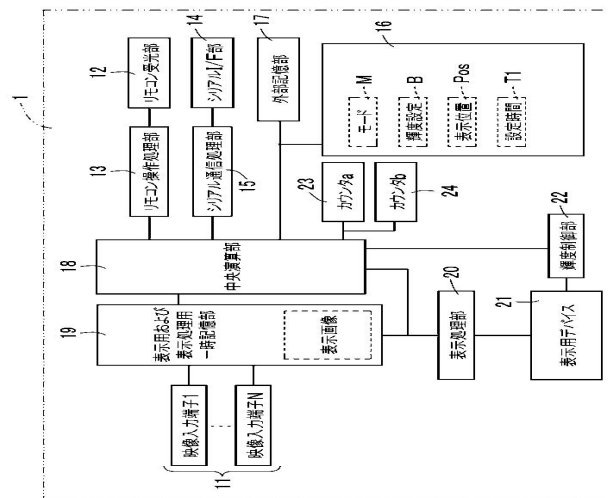 1
12
リモコン受光部
14
シリアルI/F部
17
外部記憶部
16
モード
M
輝度設定
B
表示位置
Pos
設定時間
T1
13
リモコン操作処理部
15
シリアル通信処理部
23
カウンタa
カウンタb
24
18
中央演算部
22
輝度制御部
19
表示用および
表示処理用
一時記憶部
表示画像
20
表示処理部
21
表示用デバイス
映像入力端子1
映像入力端子N
11